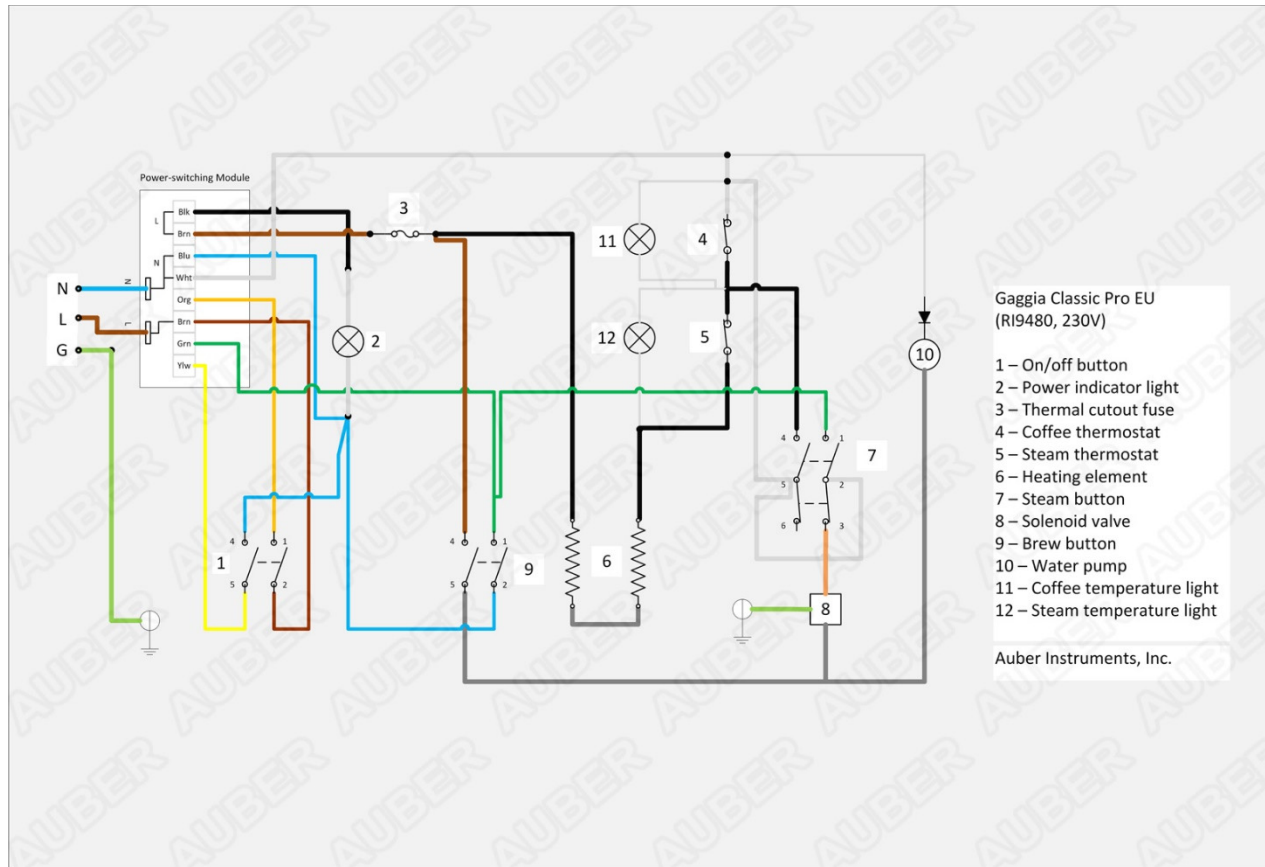 AUBER
Power-switching Module
L
Blk
Brn
N
Blu
Wht
Org
Brn
Grn
Ylw
N
L
N
L
G
1
2
3
4
5
6
7
8
9
10
11
12
4
1
5
2
4
1
5
2
4
1
5
2
6
3
Gaggia Classic Pro EU
(RI9480, 230V)
1 – On/off button
2 – Power indicator light
3 – Thermal cutout fuse
4 – Coffee thermostat
5 – Steam thermostat
6 – Heating element
7 – Steam button
8 – Solenoid valve
9 – Brew button
10 – Water pump
11 – Coffee temperature light
12 – Steam temperature light
Auber Instruments, Inc.